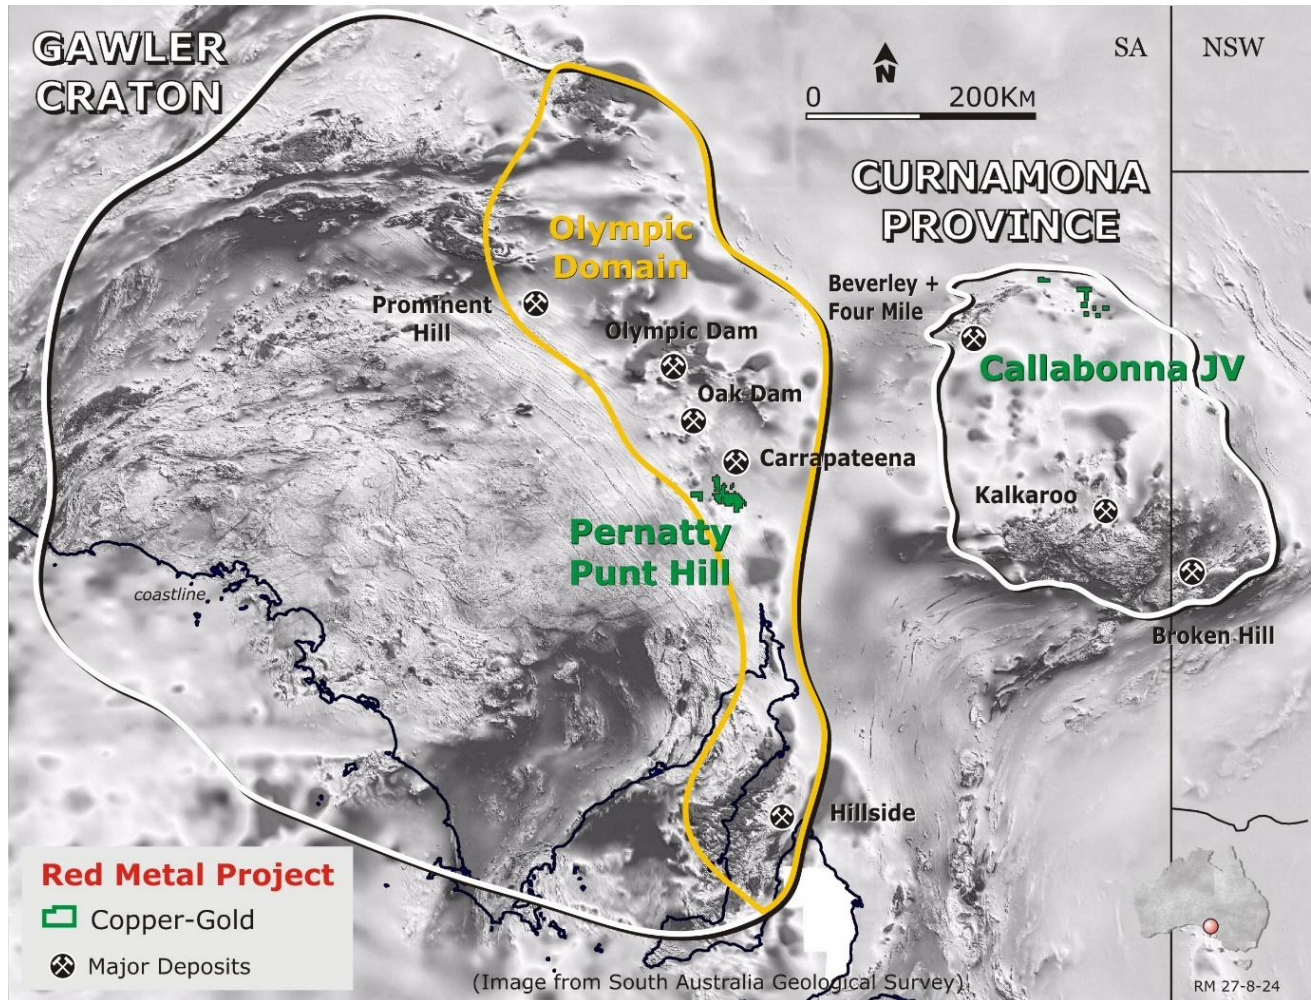 GAWLER
CRATON
N
0 200KM
SA
NSW
CURNAMONA
PROVINCE
Olympic
Domain
Prominent
Hill
Olympic Dam
Oak Dam
Carrapateena
Pernatty
Punt Hill
Beverley +
Four Mile
Callabonna JV
Kalkaroo
Broken Hill
coastline
Hillside
Red Metal Project
Copper-Gold
Major Deposits
(Image from South Australia Geological Survey)
RM 27-8-24